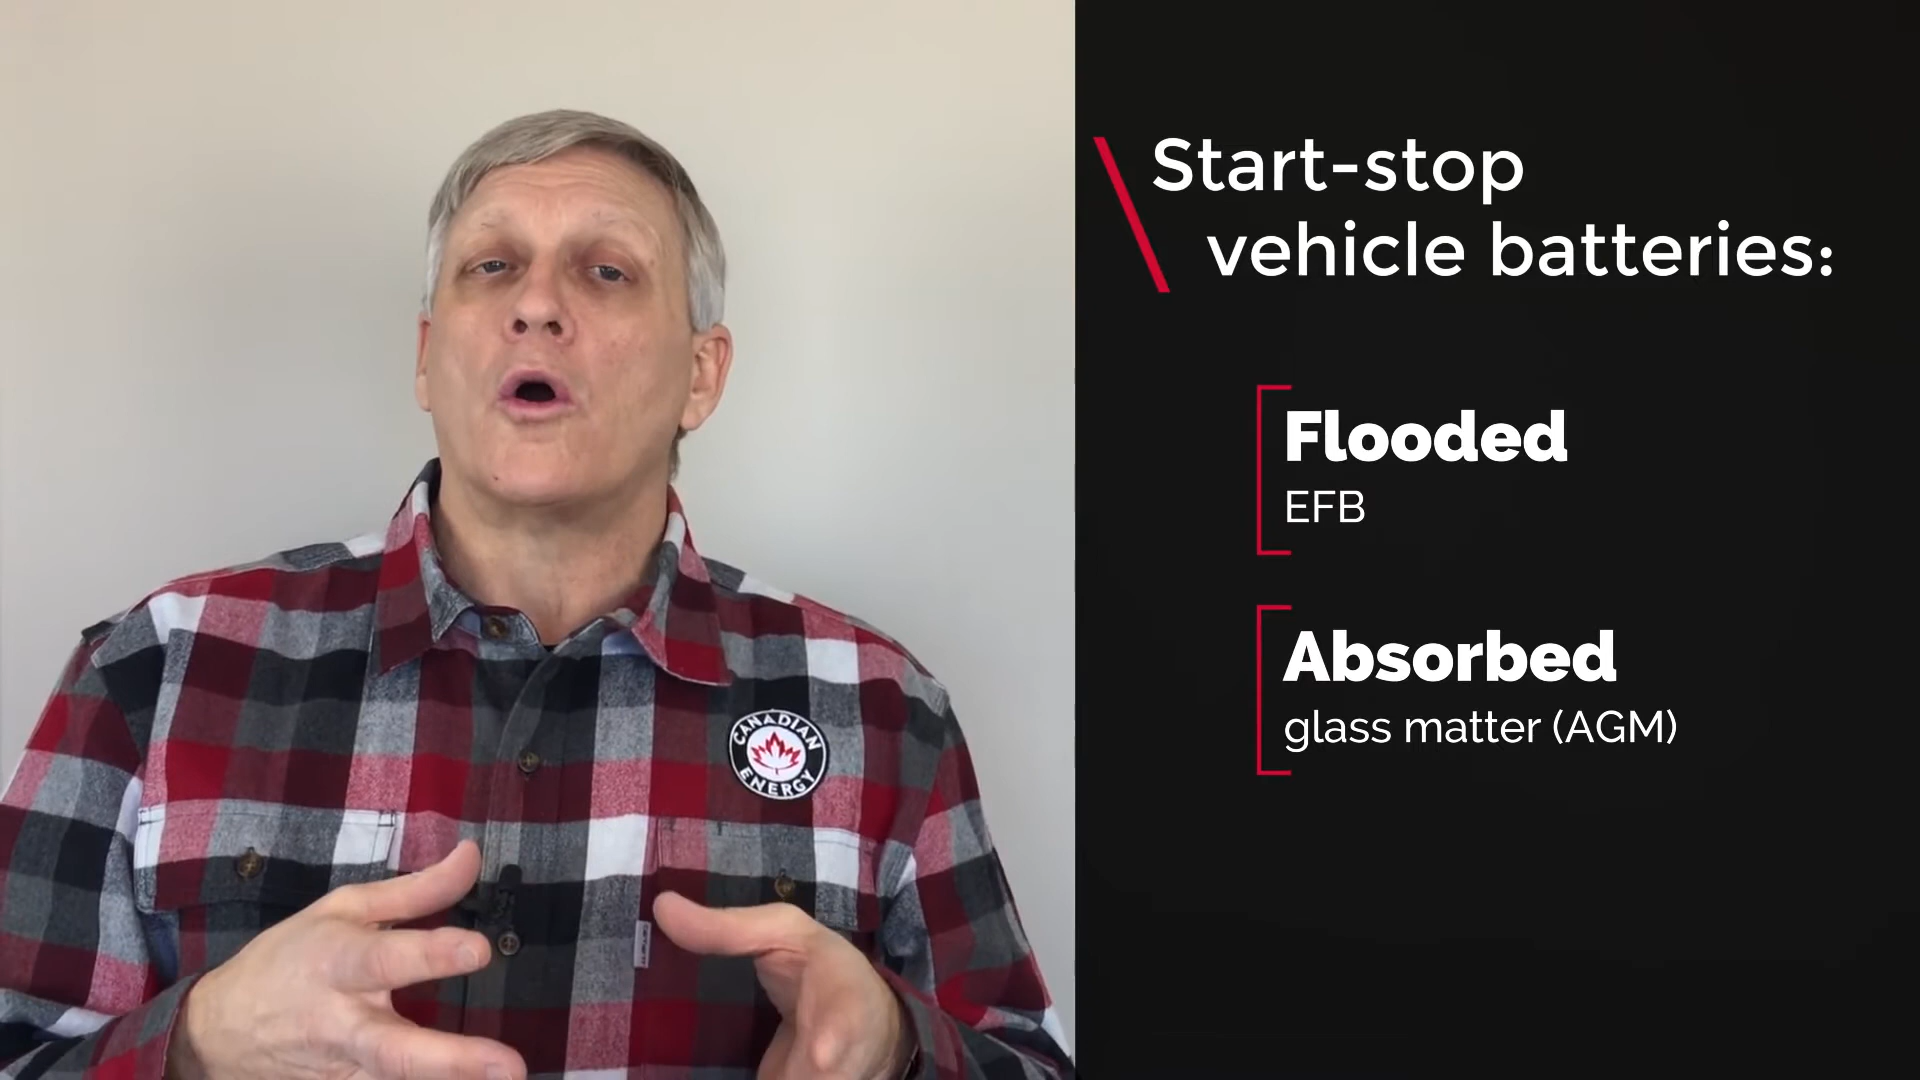 Start-stop
vehicle batteries:
Flooded
EFB
Absorbed
glass matter (AGM)
CANADIAN
ENERGY